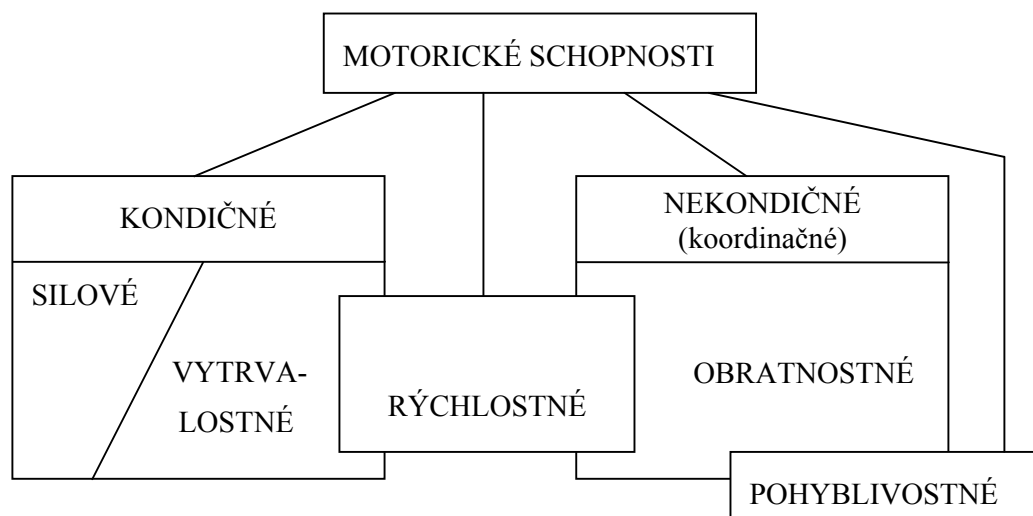 MOTORICKÉ SCHOPNOSTI
KONDIČNÉ
NEKONDIČNÉ
(koordinačné)
SILOVÉ
VYTRVA-
LOSTNÉ
RÝCHLOSTNÉ
OBRATNOSTNÉ
POHYBLIVOSTNÉ